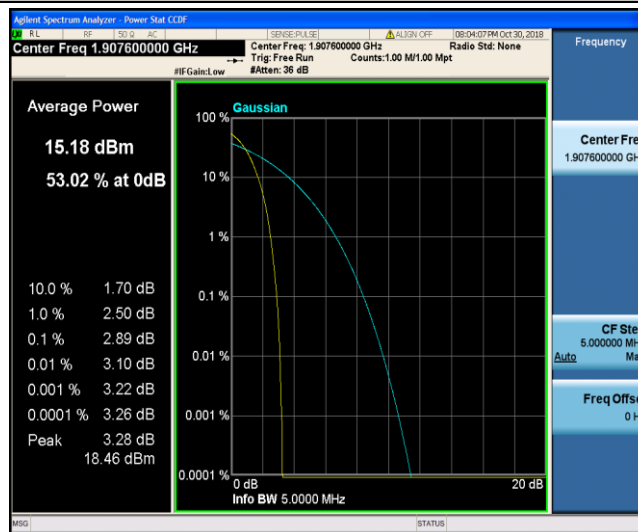 Agilent Spectrum Analyzer - Power Stat CCDF
RL RF 50 Ω AC SENSE:PULSE ALIGN OFF 08:04:07 PM Oct 30, 2018
Center Freq 1.907600000 GHz
Center Freq: 1.907600000 GHz Radio Std: None
Trig: Free Run Counts:1.00 M/1.00 Mpt
#IFGain:Low #Atten: 36 dB
Frequency
Average Power
15.18 dBm
53.02 % at 0dB
10.0 % 1.70 dB
1.0 % 2.50 dB
0.1 % 2.89 dB
0.01 % 3.10 dB
0.001 % 3.22 dB
0.0001 % 3.26 dB
Peak 3.28 dB
18.46 dBm
Gaussian
100 %
10 %
1 %
0.1 %
0.01 %
0.001 %
0.0001 %
0 dB 20 dB
Info BW 5.0000 MHz
Center Fre
1.907600000 GH
CF Ste
5.000000 MH
Auto Ma
Freq Offse
0 H
MSG STATUS